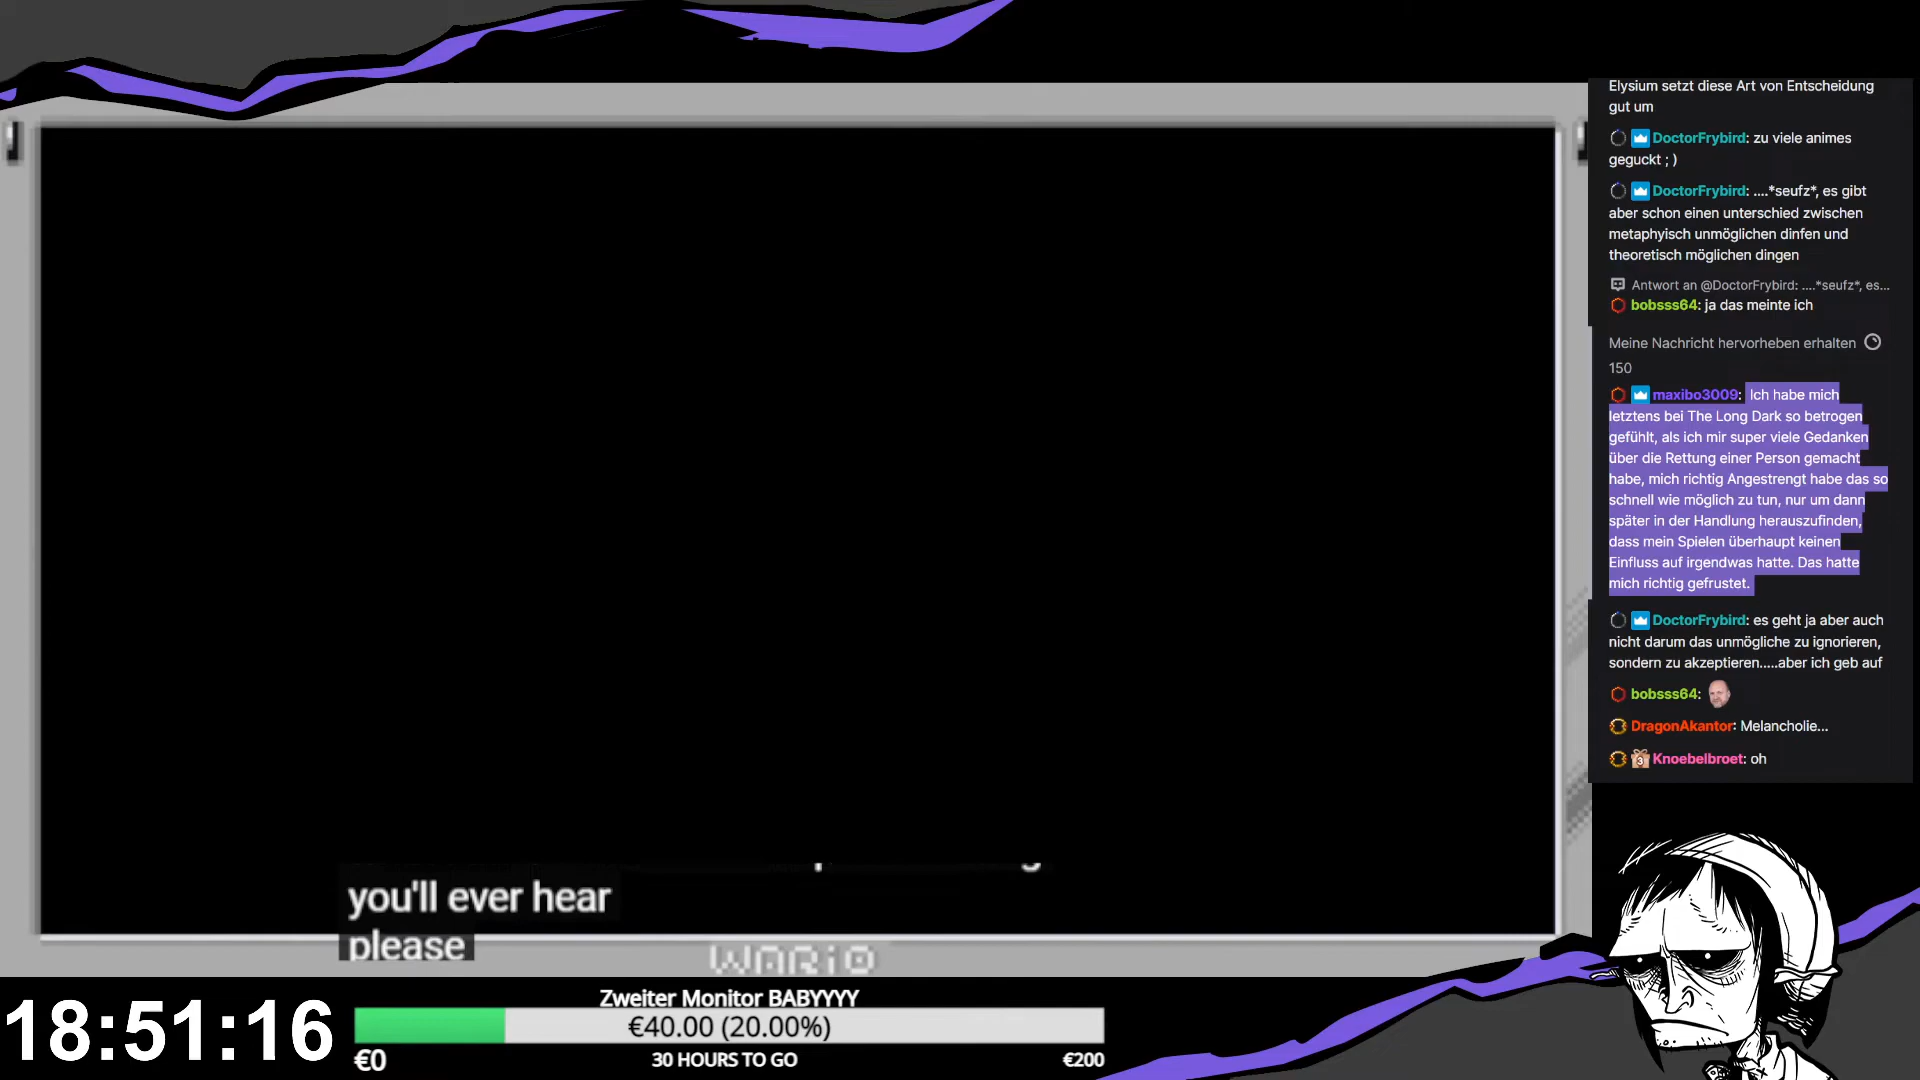 Elysium setzt diese Art von Entscheidung
gut um
DoctorFrybird: zu viele animes
geguckt ; )
DoctorFrybird: ....*seufz*, es gibt
aber schon einen unterschied zwischen
metaphyisch unmöglichen dinfen und
theoretisch möglichen dingen
Antwort an @DoctorFrybird: ....*seufz*, es...
bobsss64: ja das meinte ich
Meine Nachricht hervorheben erhalten
150
maxibo3009: Ich habe mich
letztens bei The Long Dark so betrogen
gefühlt, als ich mir super viele Gedanken
über die Rettung einer Person gemacht
habe, mich richtig Angestrengt habe das so
schnell wie möglich zu tun, nur um dann
später in der Handlung herauszufinden,
dass mein Spielen überhaupt keinen
Einfluss auf irgendwas hatte. Das hatte
mich richtig gefrustet.
DoctorFrybird: es geht ja aber auch
nicht darum das unmögliche zu ignorieren,
sondern zu akzeptieren.....aber ich geb auf
bobsss64:
DragonAkantor: Melancholie...
3 Knoebelbroet: oh
you'll ever hear
please
WARiO
18:51:16
Zweiter Monitor BABYYYY
€40.00 (20.00%)
€0
30 HOURS TO GO
€200